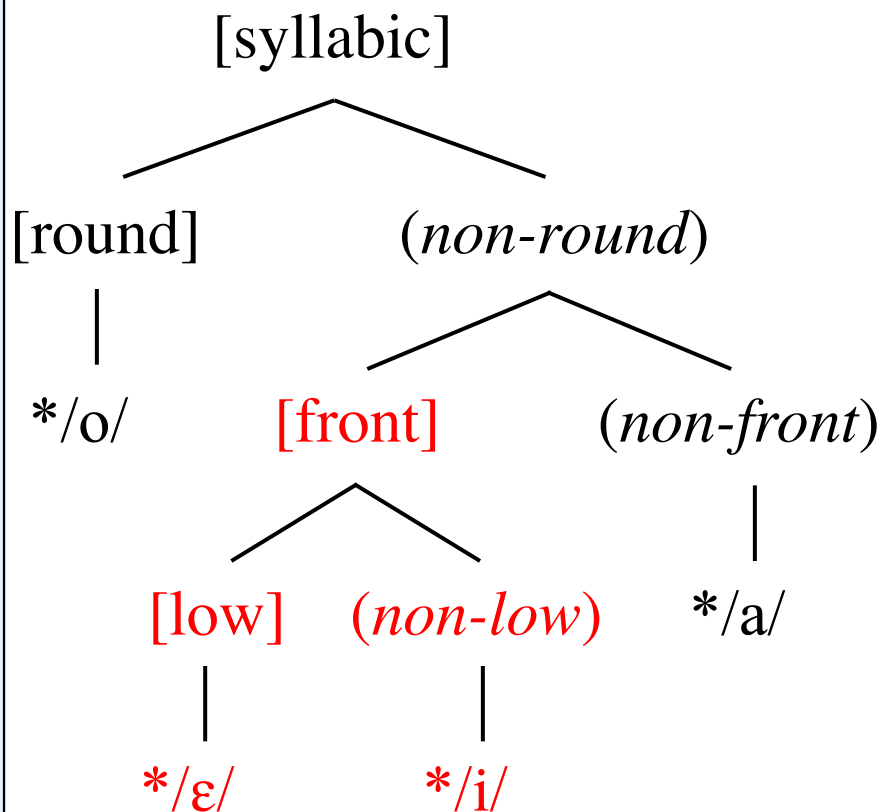 [syllabic]
[round] (non-round)
*/o/ [front] (non-front)
[low] (non-low) */a/
*/ɛ/ */i/